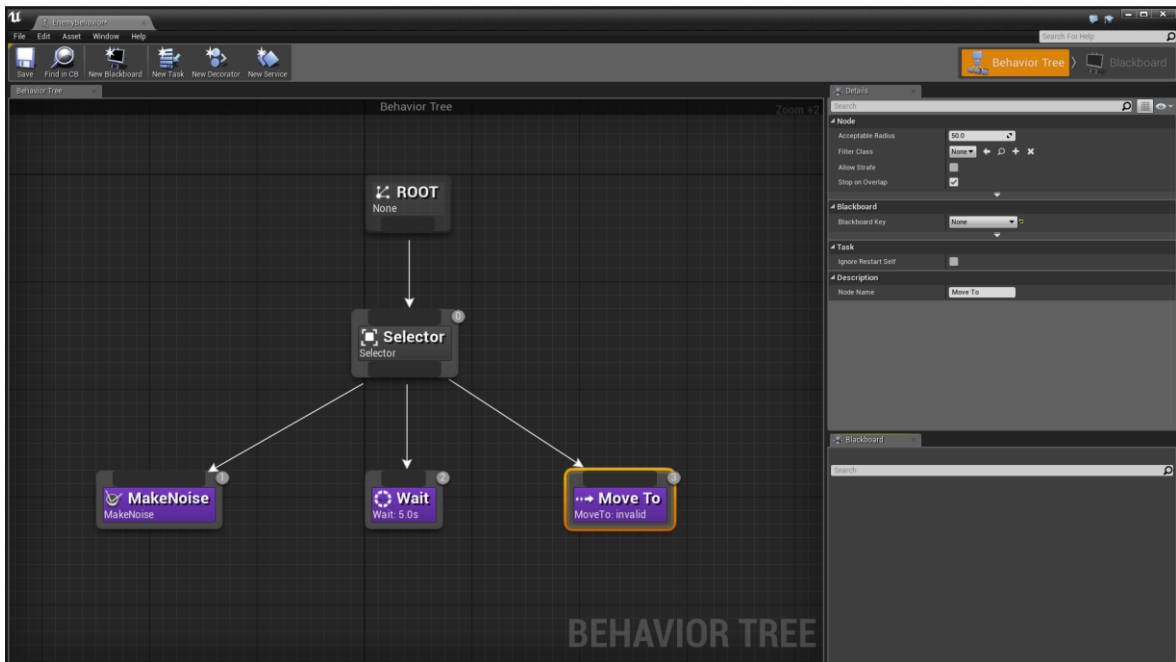 EnemyBehavior*
File Edit Asset Window Help
Search For Help
Save Find in CB New Blackboard New Task New Decorator New Service
Behavior Tree Blackboard
Behavior Tree
Behavior Tree
Zoom +2
ROOT
None
0
Selector
Selector
1
MakeNoise
MakeNoise
2
Wait
Wait: 5.0s
3
Move To
MoveTo: invalid
BEHAVIOR TREE
Details
Search
Node
Acceptable Radius 50.0
Filter Class None
Allow Strafe
Stop on Overlap
Blackboard
Blackboard Key None
Task
Ignore Restart Self
Description
Node Name Move To
Blackboard
Search